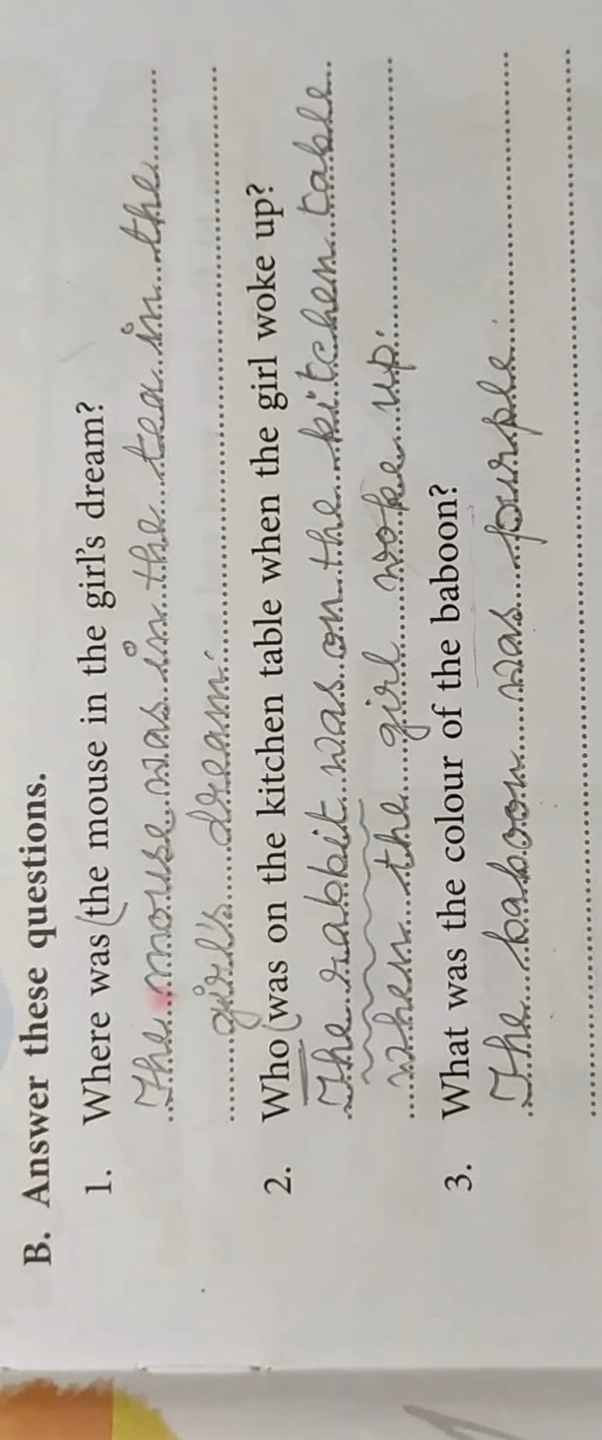 B. Answer these questions.
1. Where was (the mouse in the girl's dream?
The mouse was in the tea in the
girl's dream.
2. Who (was on the kitchen table when the girl woke up?
The rabbit was on the kitchen table
when the girl woke up.
3. What was the colour of the baboon?
The baboon was purple.